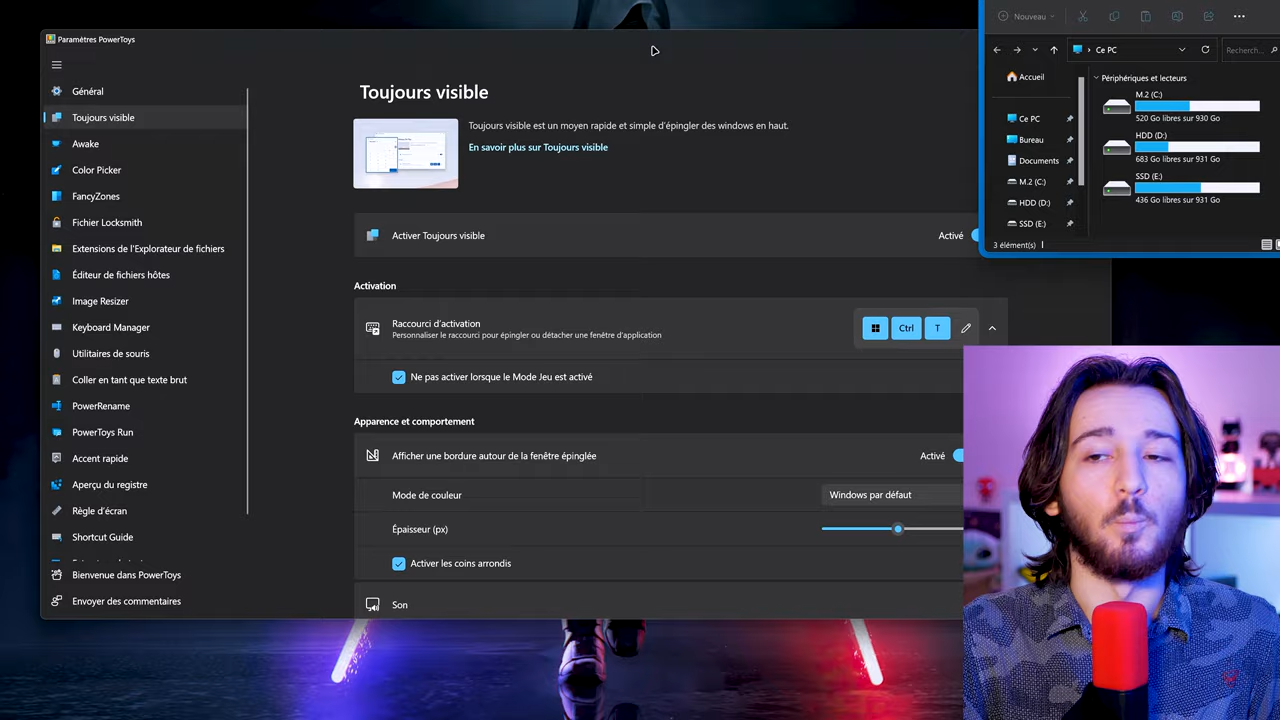 Paramètres PowerToys
Général
Toujours visible
Awake
Color Picker
FancyZones
Fichier Locksmith
Extensions de l'Explorateur de fichiers
Éditeur de fichiers hôtes
Image Resizer
Keyboard Manager
Utilitaires de souris
Coller en tant que texte brut
PowerRename
PowerToys Run
Accent rapide
Aperçu du registre
Règle d'écran
Shortcut Guide
Bienvenue dans PowerToys
Envoyer des commentaires
Toujours visible
Toujours visible est un moyen rapide et simple d'épingler des windows en haut.
En savoir plus sur Toujours visible
Activer Toujours visible
Activé
Activation
Raccourci d'activation
Personnaliser le raccourci pour épingler ou détacher une fenêtre d'application
Ctrl
T
Ne pas activer lorsque le Mode Jeu est activé
Apparence et comportement
Afficher une bordure autour de la fenêtre épinglée
Activé
Mode de couleur
Windows par défaut
Épaisseur (px)
Activer les coins arrondis
Son
Nouveau
Ce PC
Recherc...
Accueil
Ce PC
Bureau
Documents
M.2 (C:)
HDD (D:)
SSD (E:)
Périphériques et lecteurs
M.2 (C:)
520 Go libres sur 930 Go
HDD (D:)
683 Go libres sur 931 Go
SSD (E:)
436 Go libres sur 931 Go
3 élément(s)